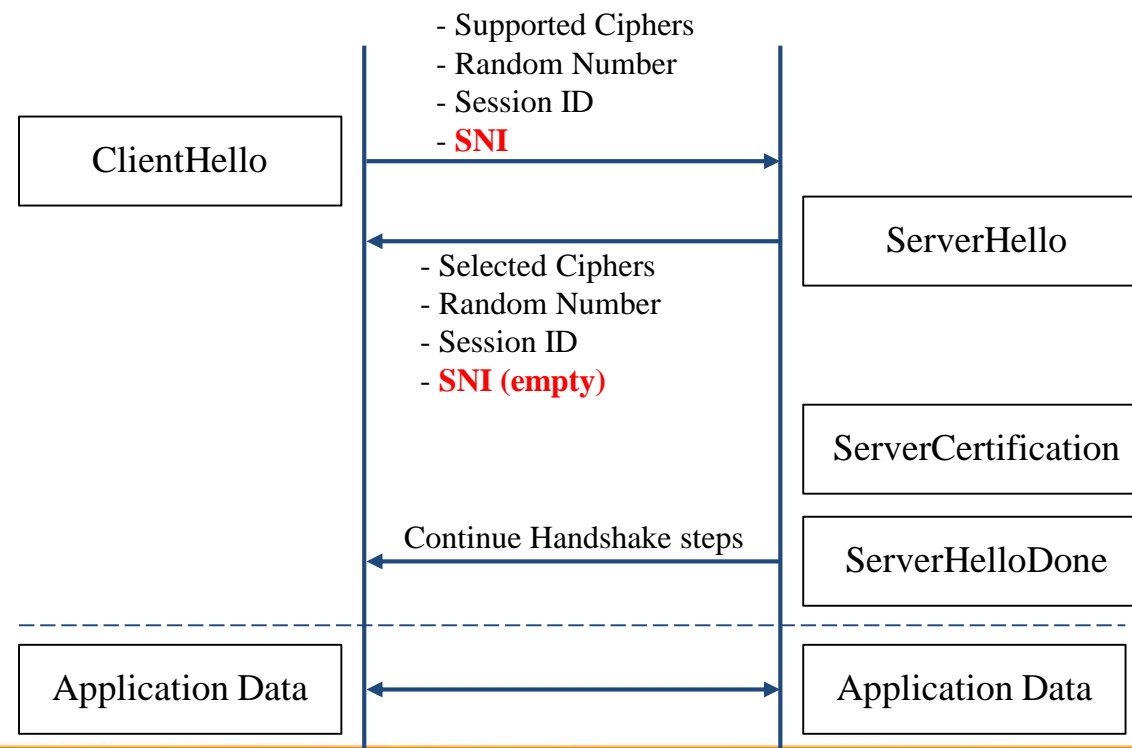 - Supported Ciphers
- Random Number
- Session ID
- SNI
ClientHello
ServerHello
- Selected Ciphers
- Random Number
- Session ID
- SNI (empty)
ServerCertification
Continue Handshake steps
ServerHelloDone
Application Data
Application Data